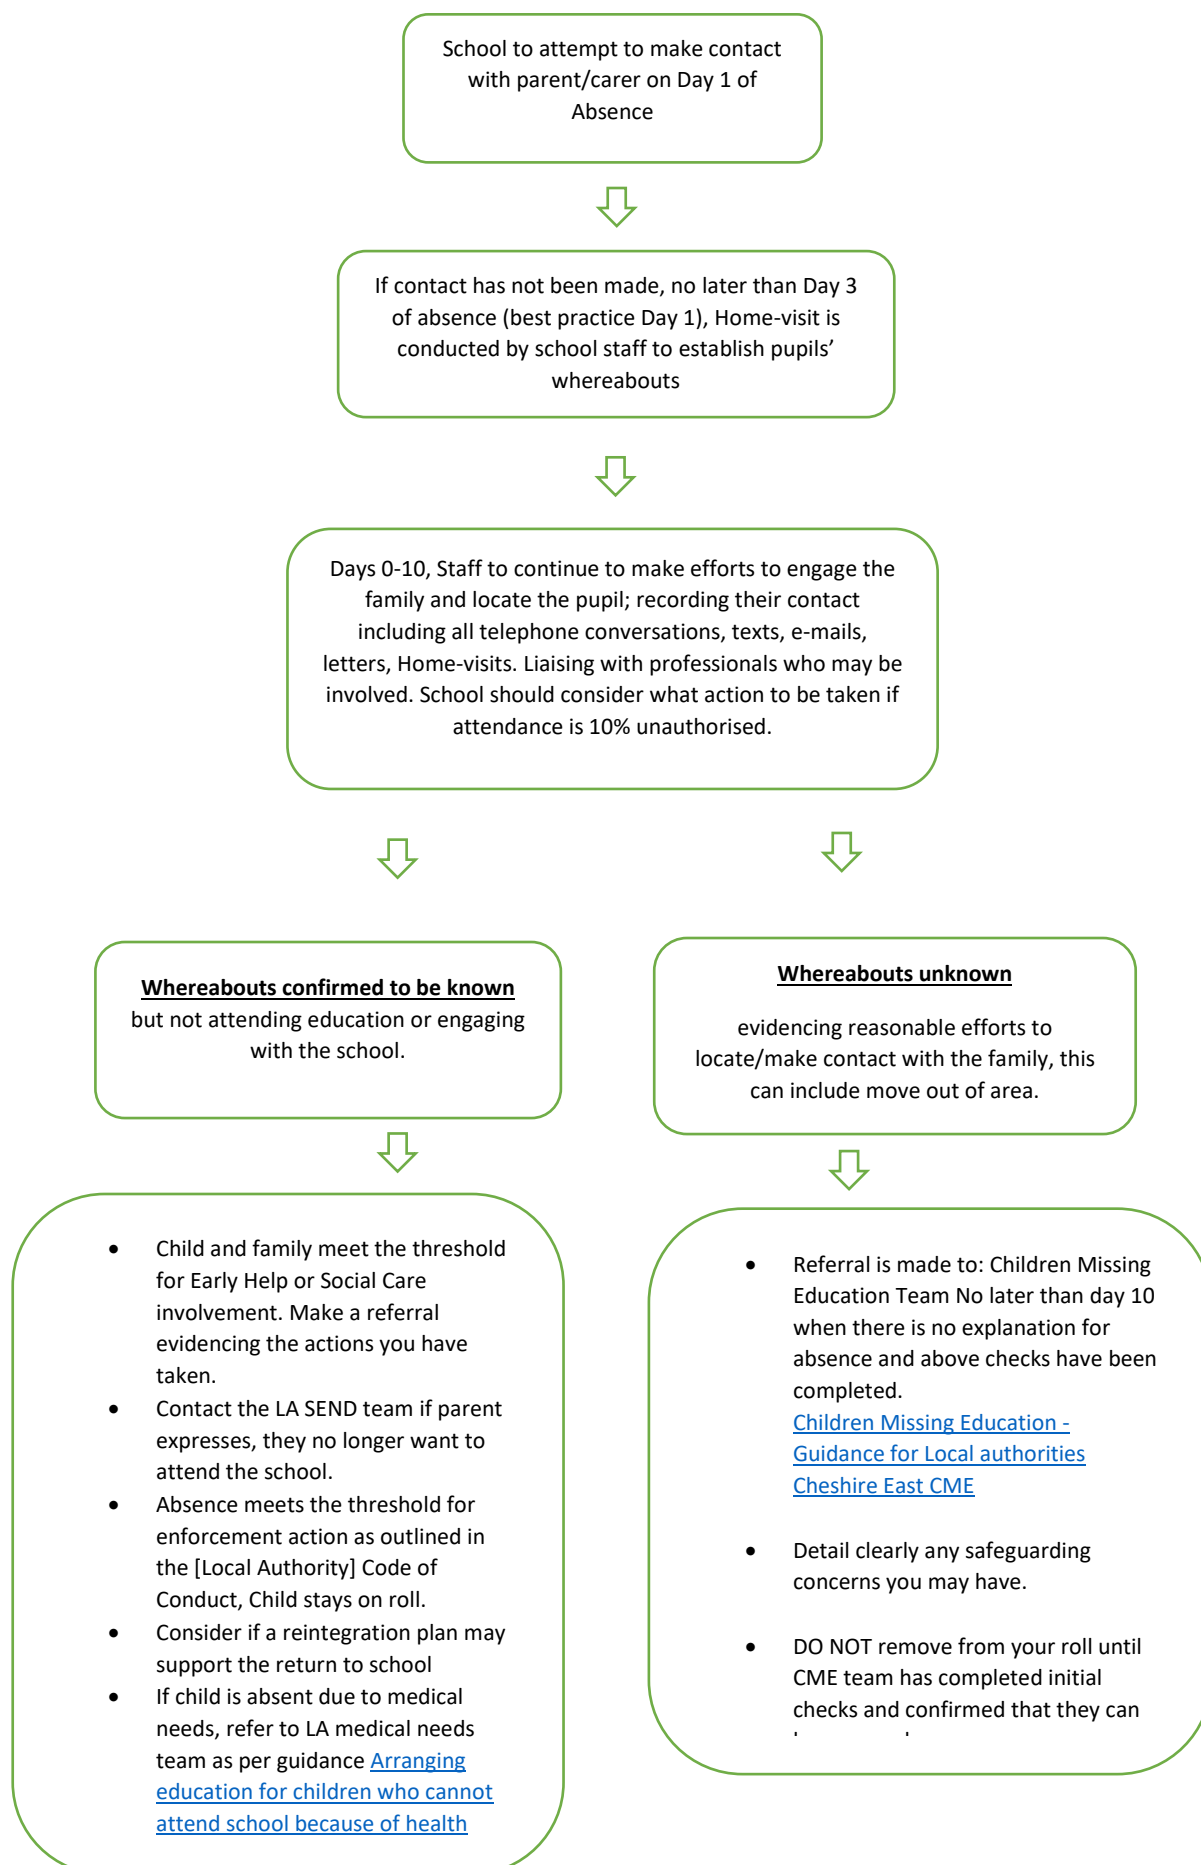 School to attempt to make contact
with parent/carer on Day 1 of
Absence
If contact has not been made, no later than Day 3
of absence (best practice Day 1), Home-visit is
conducted by school staff to establish pupils’
whereabouts
Days 0-10, Staff to continue to make efforts to engage the
family and locate the pupil; recording their contact
including all telephone conversations, texts, e-mails,
letters, Home-visits. Liaising with professionals who may be
involved. School should consider what action to be taken if
attendance is 10% unauthorised.
Whereabouts confirmed to be known
but not attending education or engaging
with the school.
Whereabouts unknown
evidencing reasonable efforts to
locate/make contact with the family, this
can include move out of area.
• Child and family meet the threshold
for Early Help or Social Care
involvement. Make a referral
evidencing the actions you have
taken.
• Contact the LA SEND team if parent
expresses, they no longer want to
attend the school.
• Absence meets the threshold for
enforcement action as outlined in
the [Local Authority] Code of
Conduct, Child stays on roll.
• Consider if a reintegration plan may
support the return to school
• If child is absent due to medical
needs, refer to LA medical needs
team as per guidance Arranging
education for children who cannot
attend school because of health
• Referral is made to: Children Missing
Education Team No later than day 10
when there is no explanation for
absence and above checks have been
completed.
Children Missing Education -
Guidance for Local authorities
Cheshire East CME
• Detail clearly any safeguarding
concerns you may have.
• DO NOT remove from your roll until
CME team has completed initial
checks and confirmed that they can